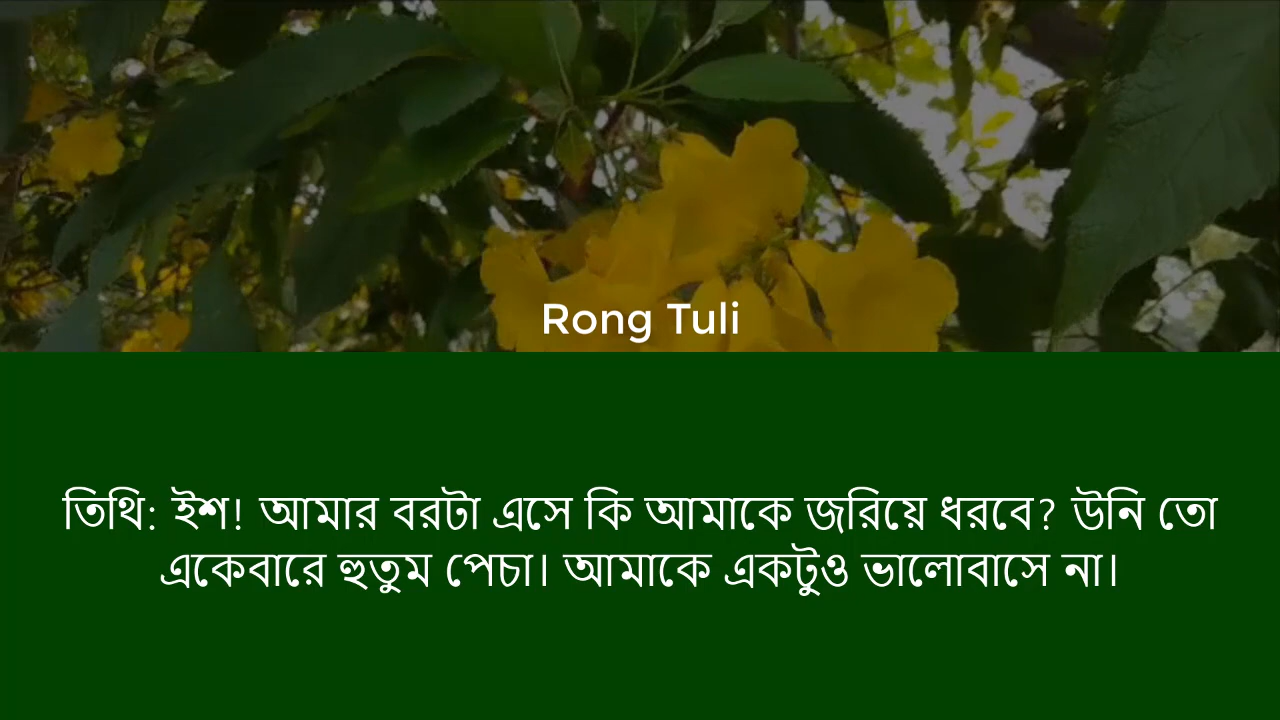 Rong Tuli
তিথি: ইশ! আমার বরটা এসে কি আমাকে জরিয়ে ধরবে? উনি তো
একেবারে হুতুম পেচা। আমাকে একটুও ভালোবাসে না।